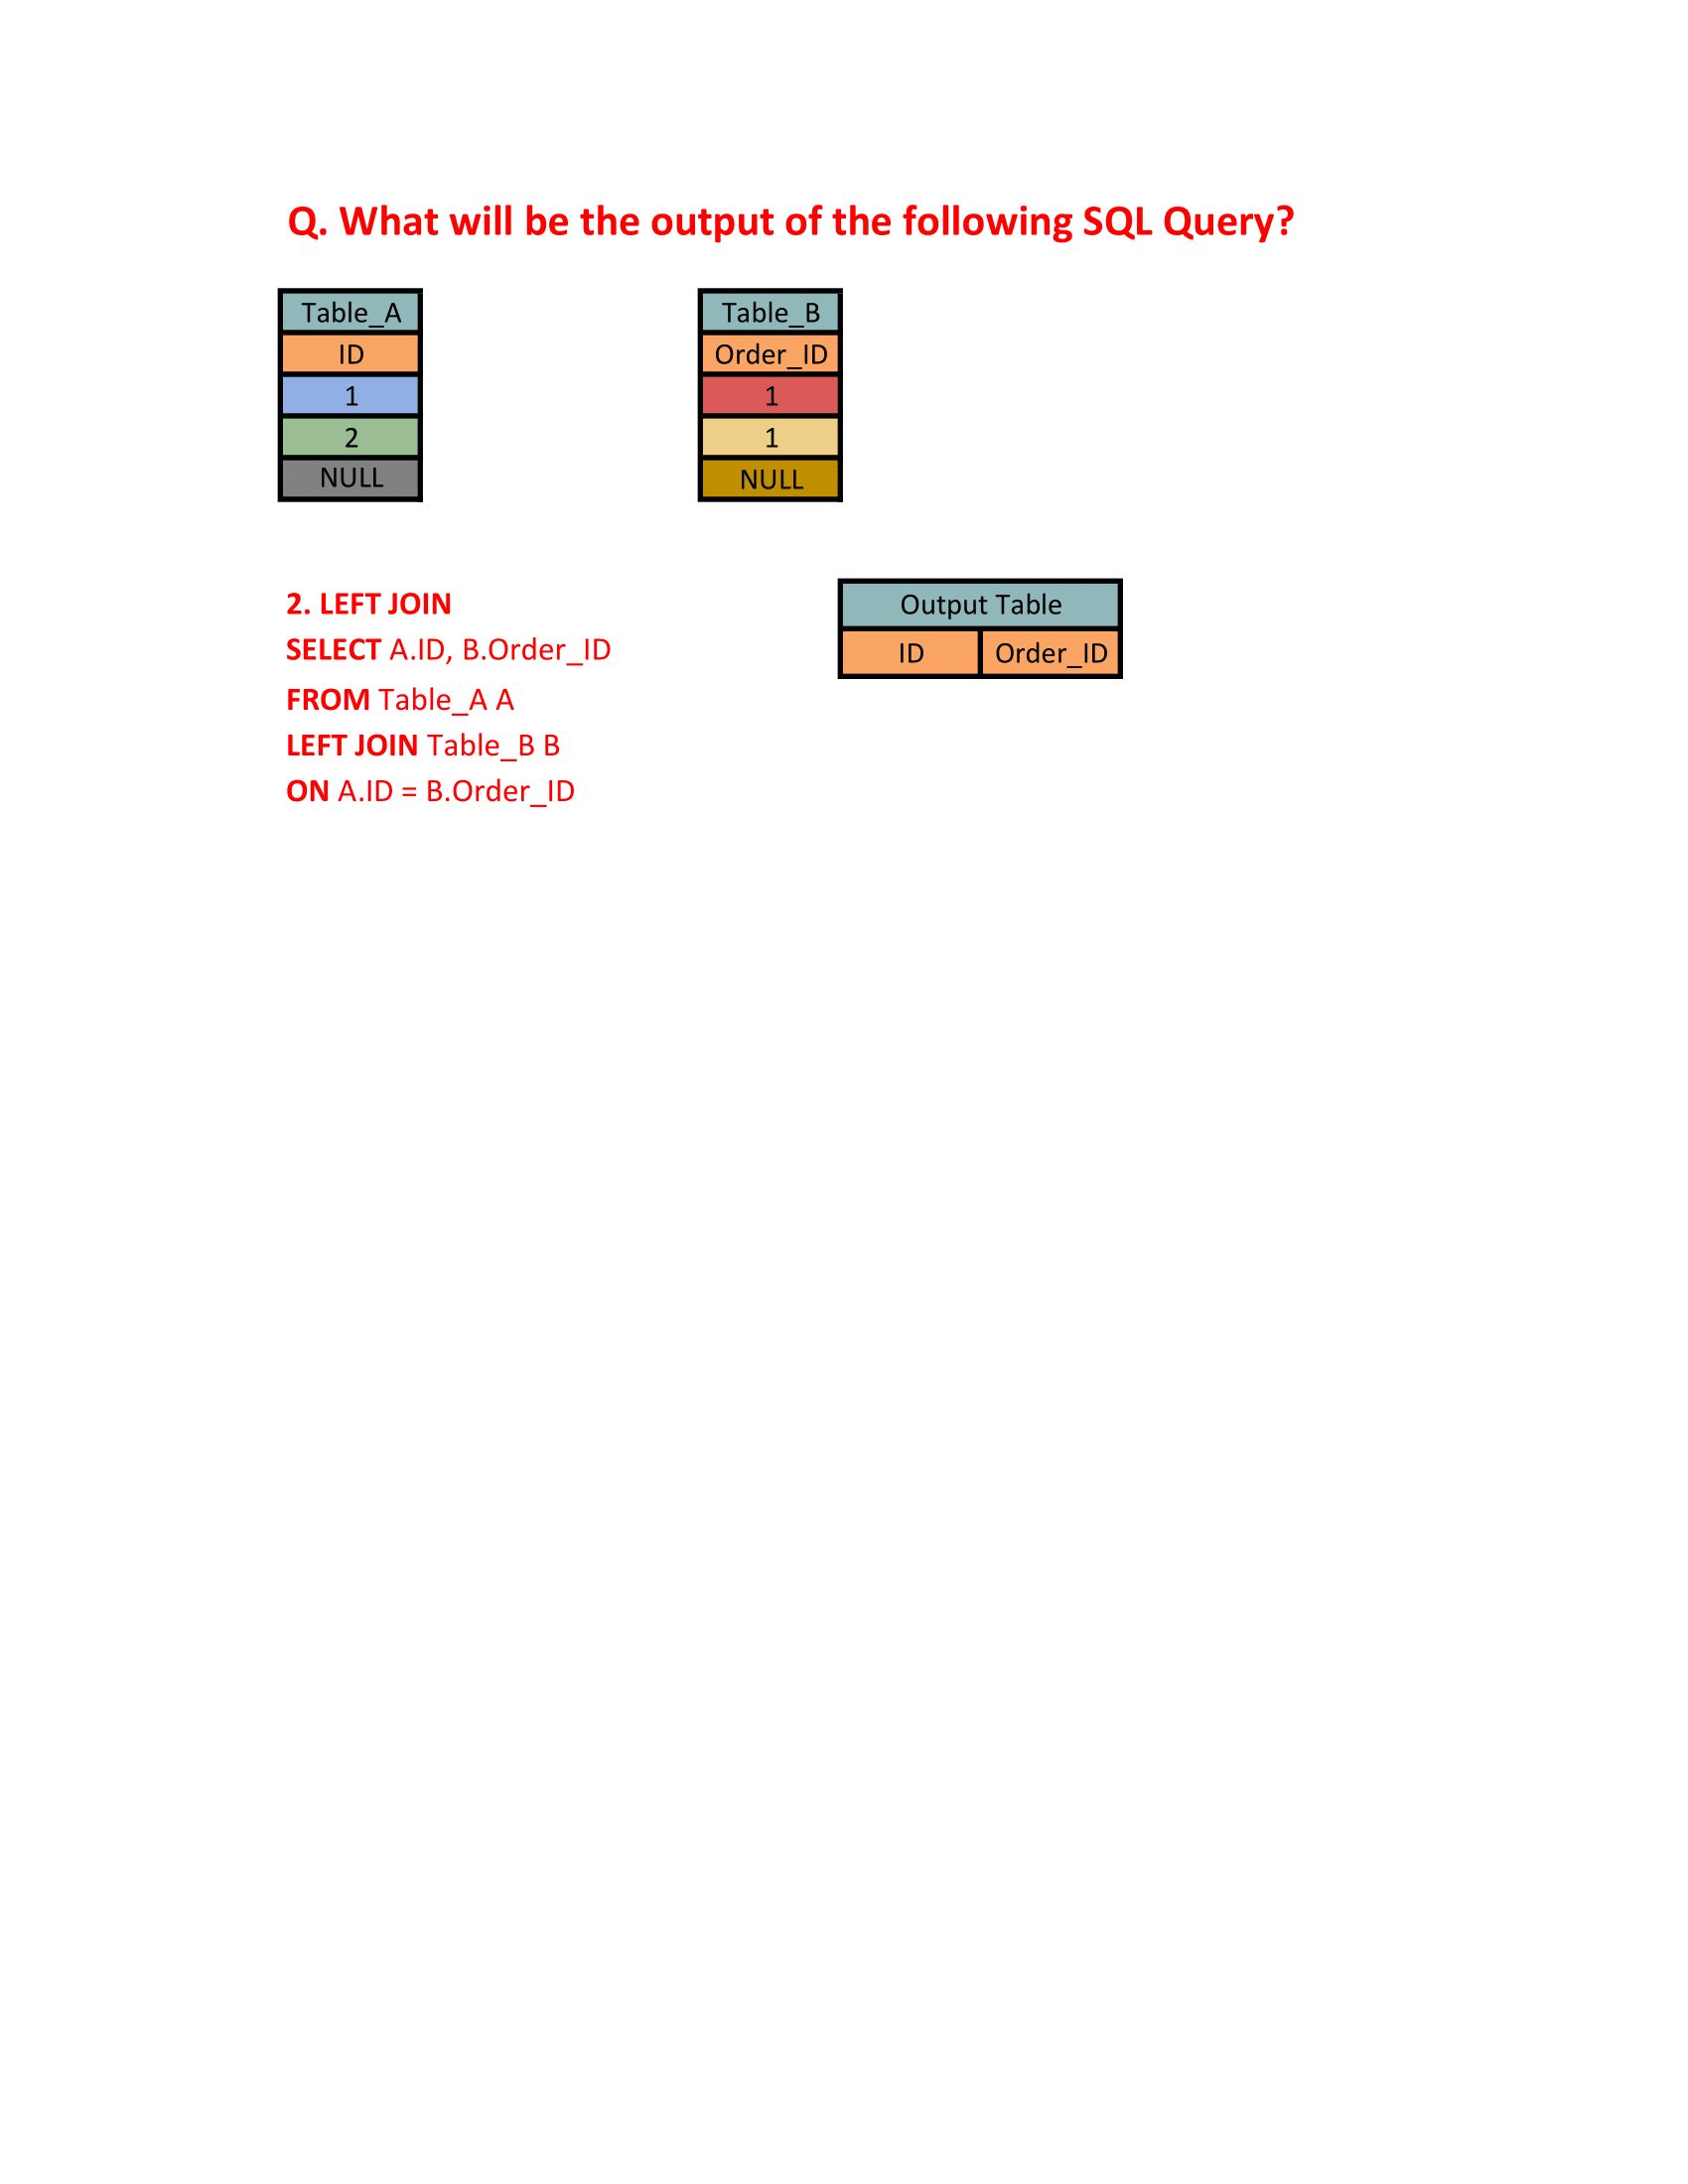 Q. What will be the output of the following SQL Query?
Table_A
ID
1
2
NULL
Table_B
Order_ID
1
1
NULL
2. LEFT JOIN
SELECT A.ID, B.Order_ID
FROM Table_A A
LEFT JOIN Table_B B
ON A.ID = B.Order_ID
Output Table
ID Order_ID